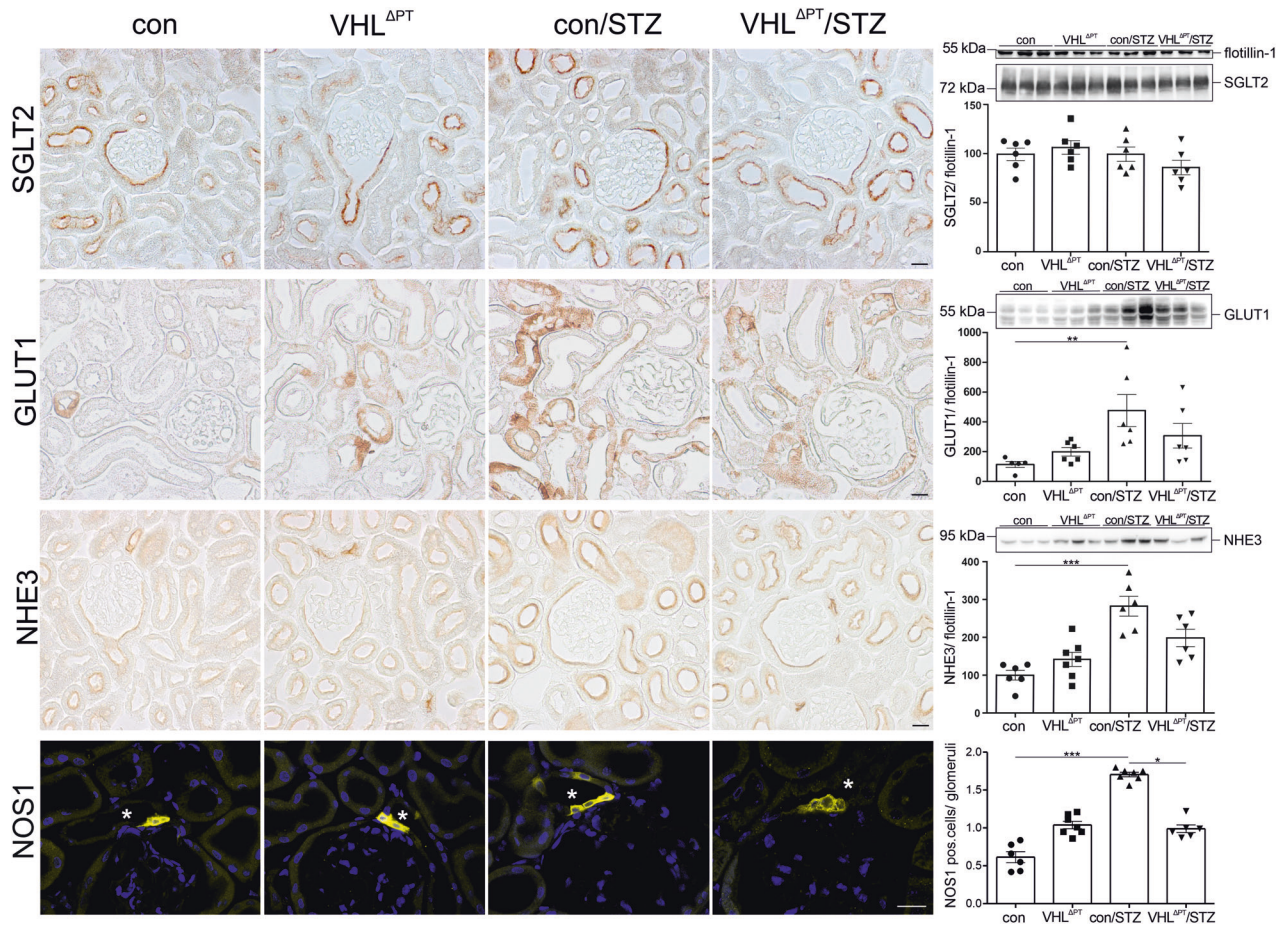 con VHL^ΔPT con/STZ VHL^ΔPT/STZ
SGLT2
GLUT1
NHE3
NOS1
*
*
*
*
con VHL^ΔPT con/STZ VHL^ΔPT/STZ
55 kDa flotillin-1
72 kDa SGLT2
SGLT2/ flotillin-1
150
100
50
0
con VHL^ΔPT con/STZ VHL^ΔPT/STZ
con VHL^ΔPT con/STZ VHL^ΔPT/STZ
55 kDa GLUT1
GLUT1/ flotillin-1
1000
800
600
400
200
0
**
con VHL^ΔPT con/STZ VHL^ΔPT/STZ
con VHL^ΔPT con/STZ VHL^ΔPT/STZ
95 kDa NHE3
NHE3/ flotillin-1
400
300
200
100
0
***
con VHL^ΔPT con/STZ VHL^ΔPT/STZ
NOS1 pos.cells/ glomeruli
2.0
1.5
1.0
0.5
0.0
*** *
con VHL^ΔPT con/STZ VHL^ΔPT/STZ